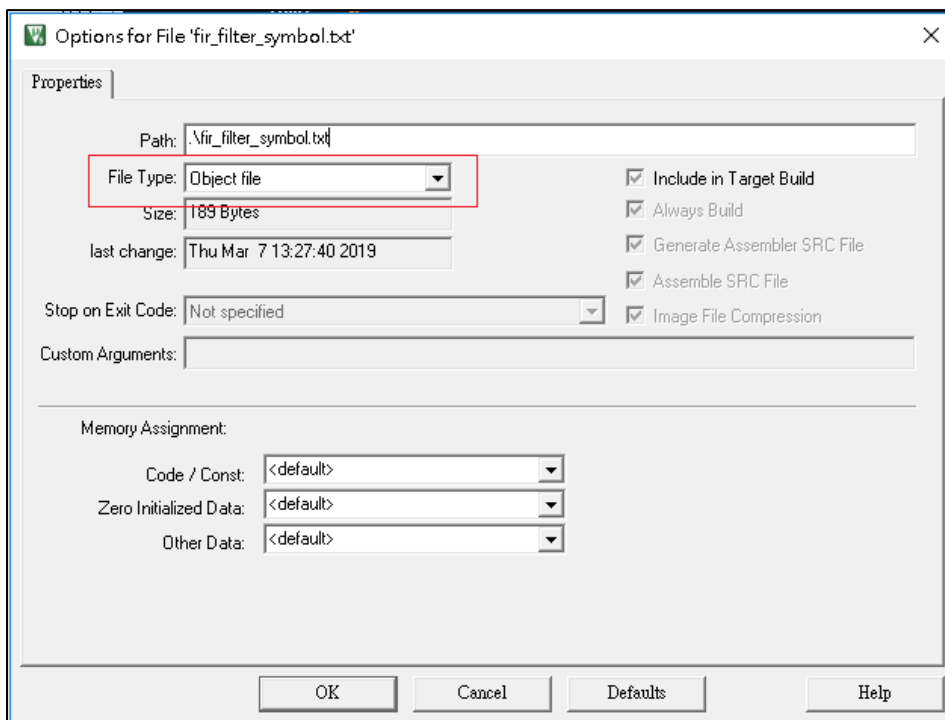 Options for File 'fir_filter_symbol.txt'
Properties
Path: .\fir_filter_symbol.txt
File Type: Object file
Include in Target Build
Size: 189 Bytes
Always Build
last change: Thu Mar 7 13:27:40 2019
Generate Assembler SRC File
Assemble SRC File
Stop on Exit Code: Not specified
Image File Compression
Custom Arguments:
Memory Assignment:
Code / Const: <default>
Zero Initialized Data: <default>
Other Data: <default>
OK Cancel Defaults Help